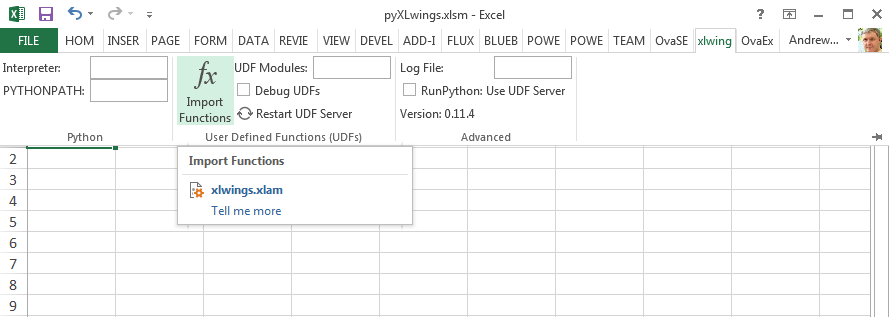 pyXLwings.xlsm - Excel
FILE HOM INSER PAGE FORM DATA REVIE VIEW DEVEL ADD-I FLUX BLUEB POWE POWE TEAM OvaSE xlwing OvaEx Andrew...
Interpreter: UDF Modules: Log File:
PYTHONPATH: Debug UDFs RunPython: Use UDF Server
Import Functions Restart UDF Server Version: 0.11.4
Python User Defined Functions (UDFs) Advanced
Import Functions
xlwings.xlam
Tell me more
2
3
4
5
6
7
8
9